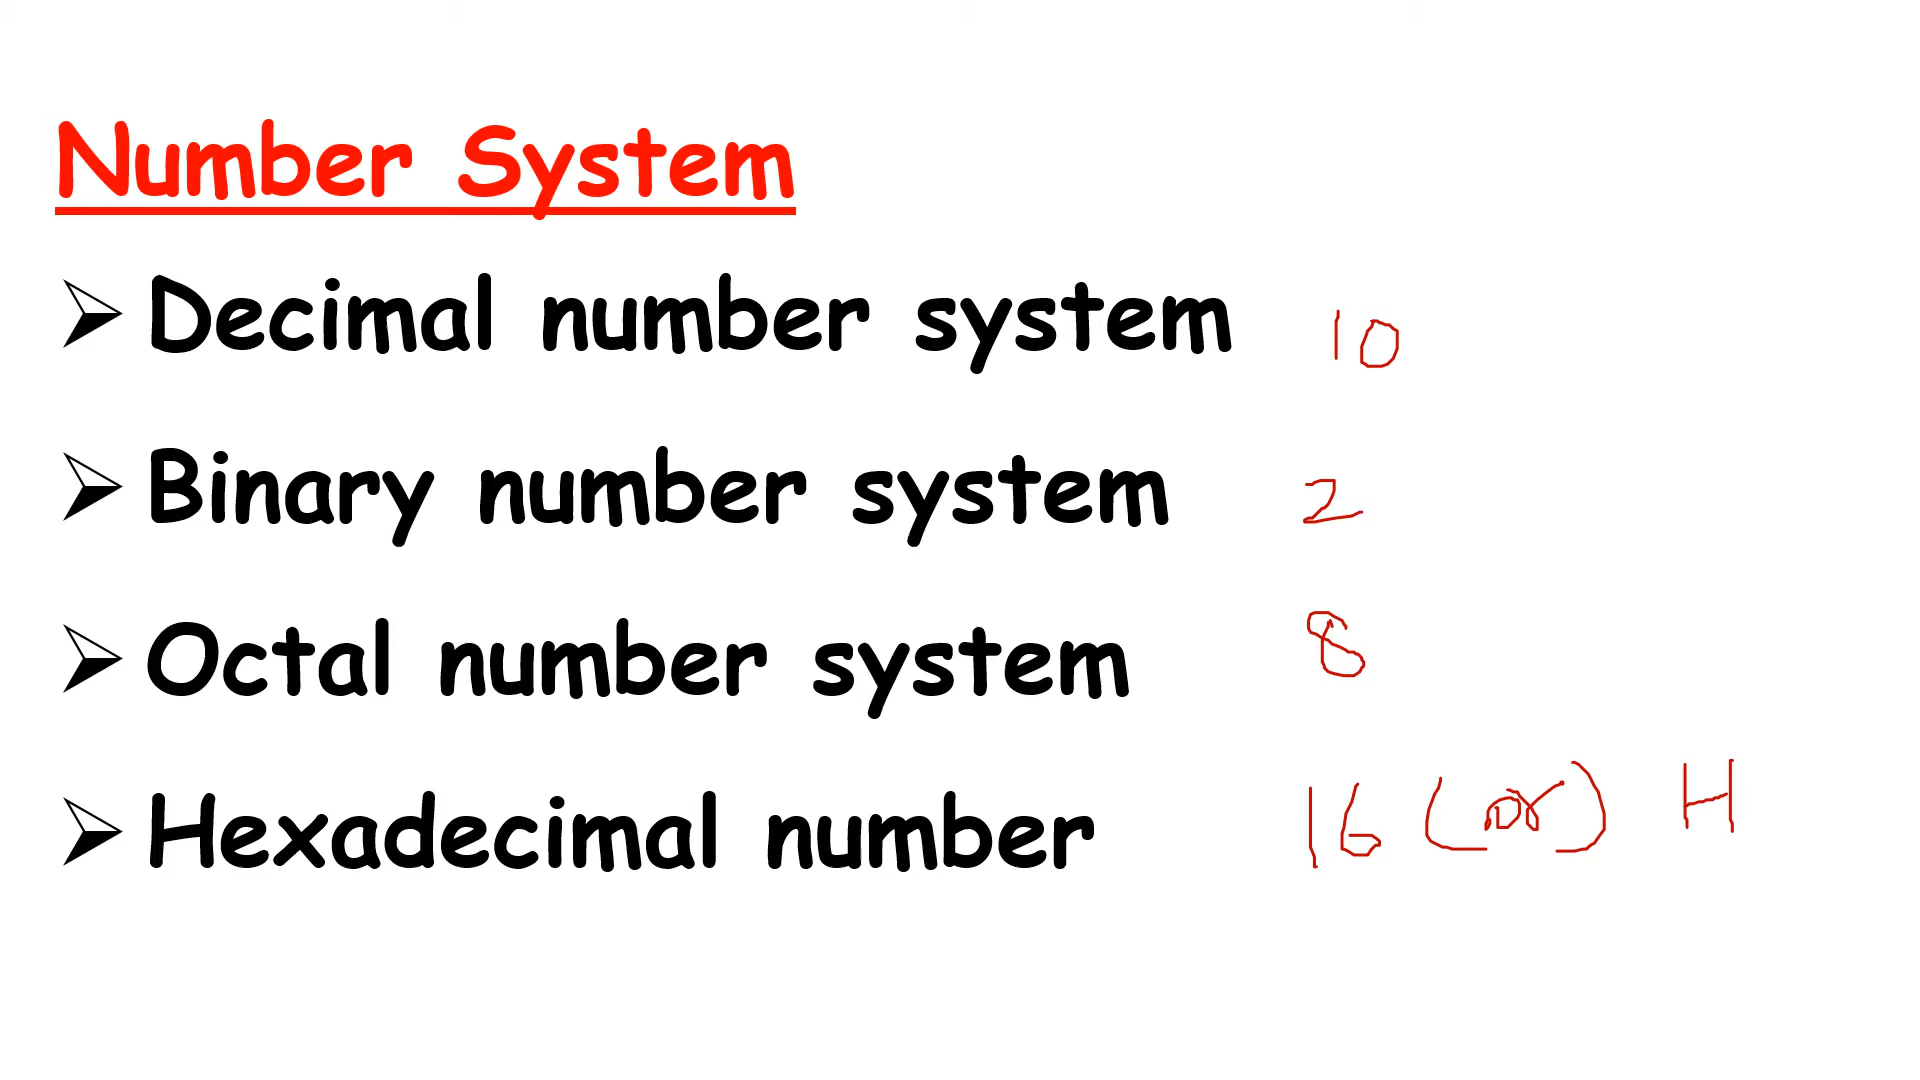 Number System
➢ Decimal number system 10
➢ Binary number system 2
➢ Octal number system 8
➢ Hexadecimal number 16 (or) H